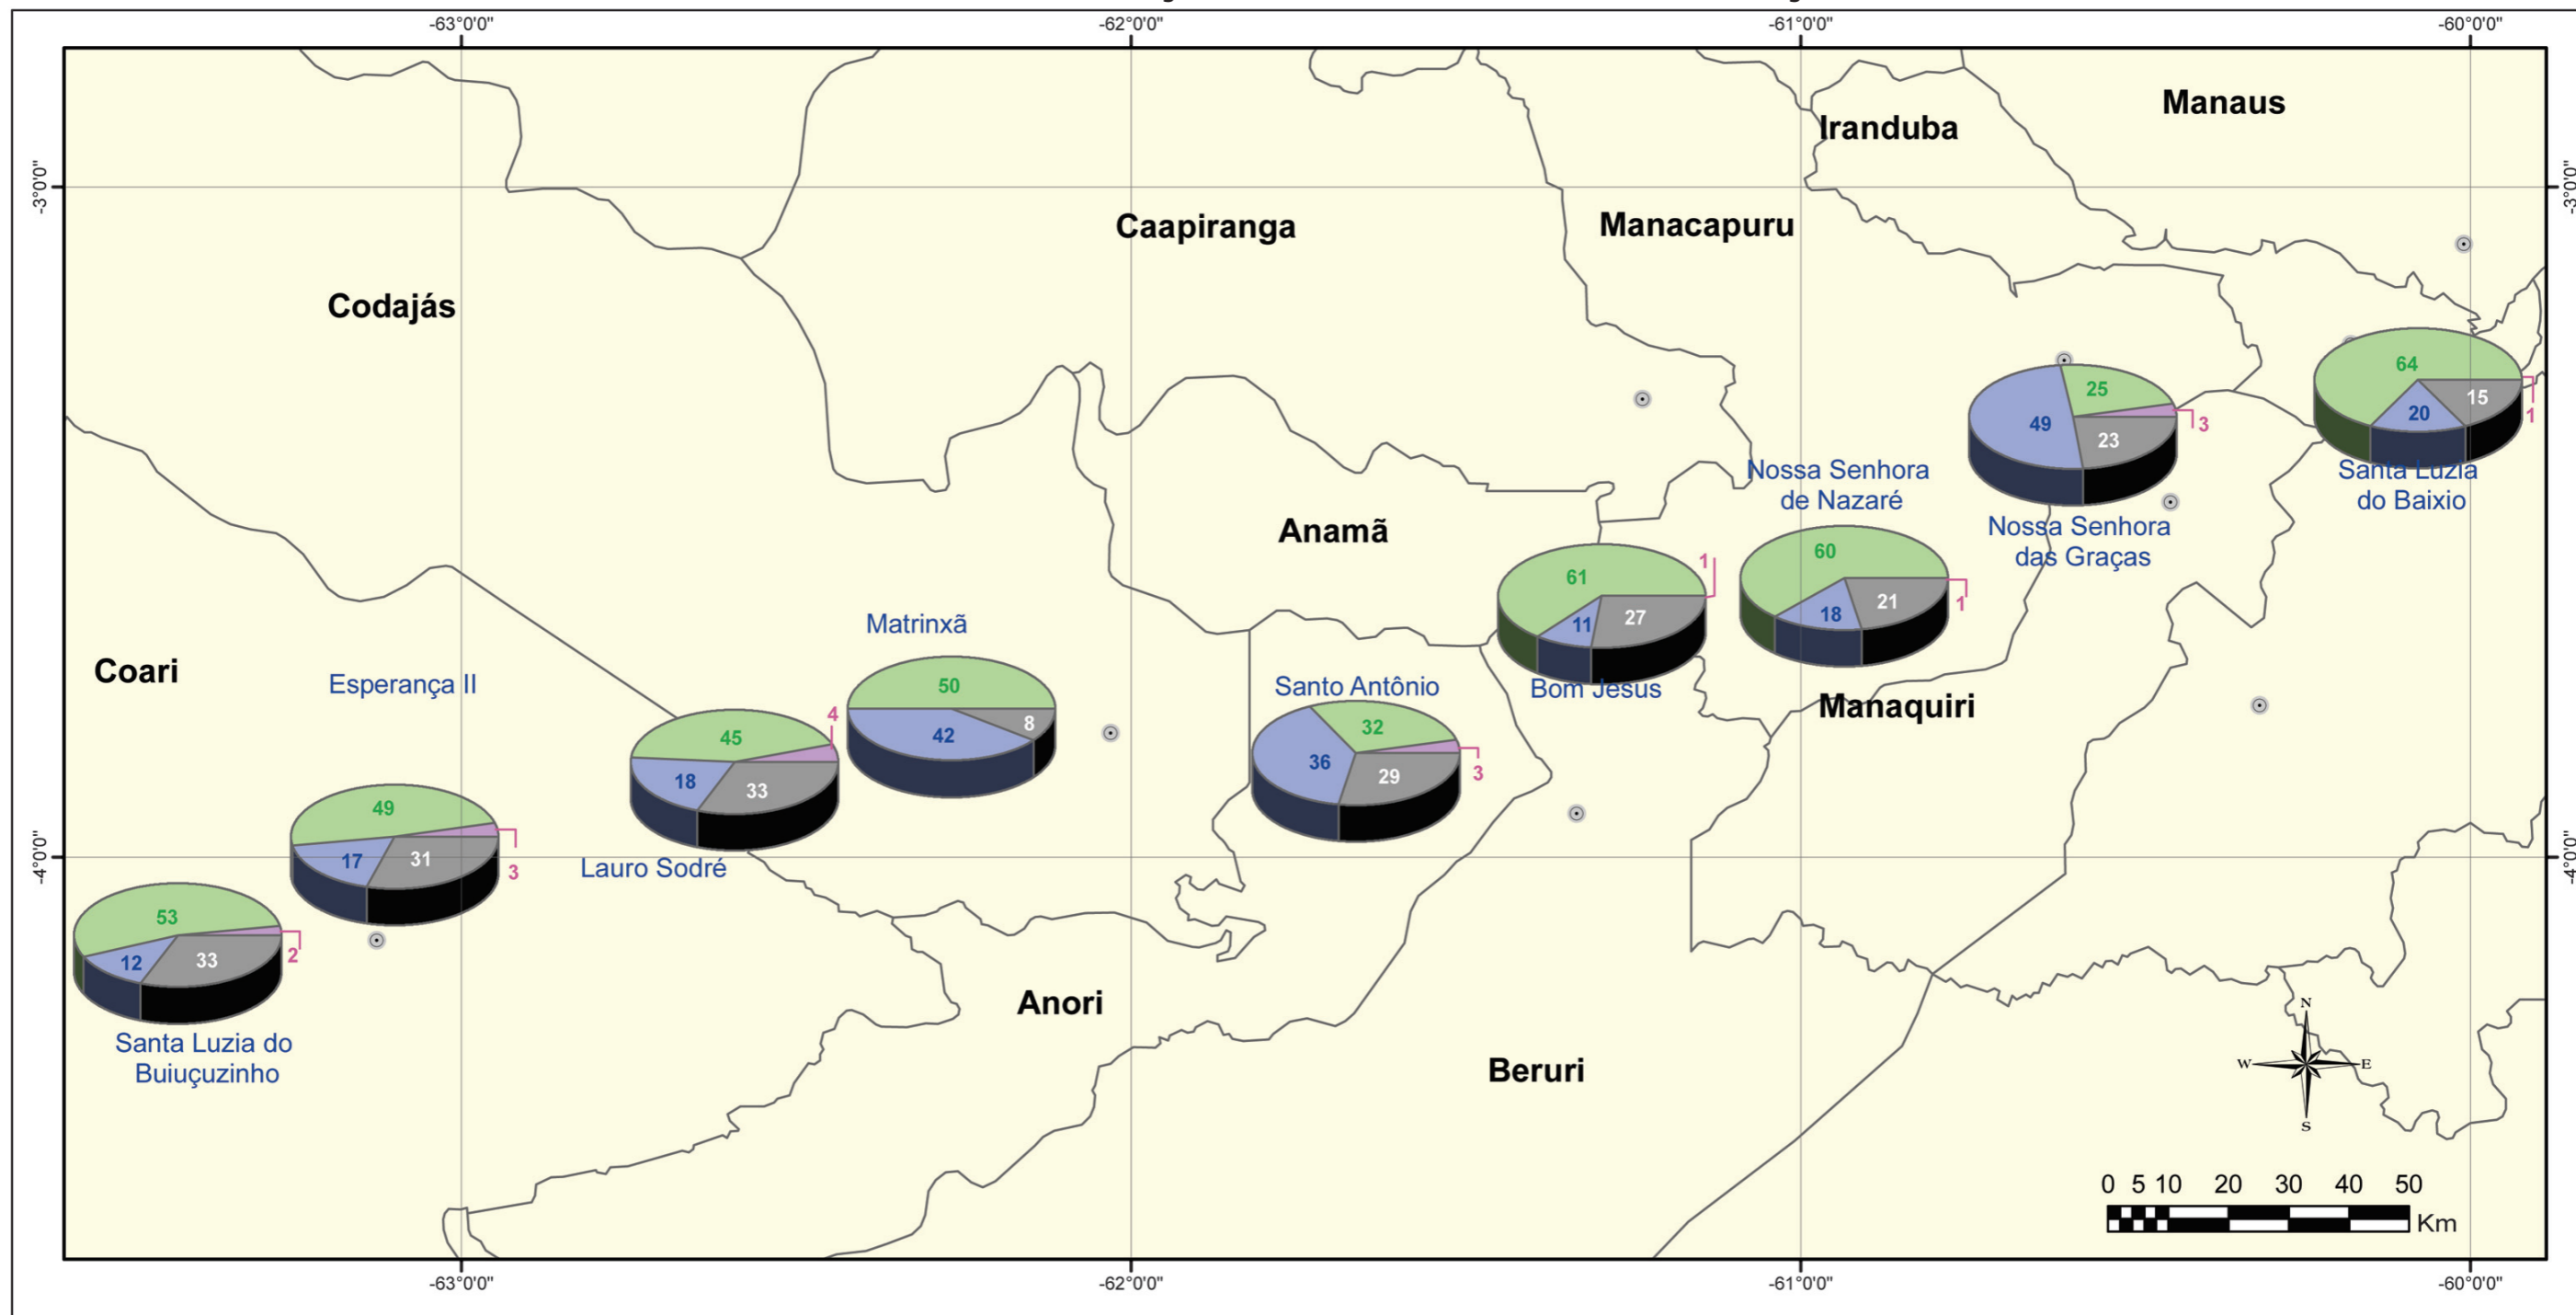 -63°0'0"
-62°0'0"
-61°0'0"
-60°0'0"
-3°0'0"
-3°0'0"
-4°0'0"
-4°0'0"
Manaus
Iranduba
Caapiranga
Manacapuru
Codajás
64
15
20
1
Santa Luzia
do Baixio
25
49
3
23
Nossa Senhora
das Graças
Nossa Senhora
de Nazaré
60
18
21
1
Anamã
1
61
11
27
Bom Jesus
Manaquiri
Matrinxã
50
42
8
Santo Antônio
32
36
3
29
Coari
Esperança II
4
45
18
33
Lauro Sodré
49
17
31
3
53
12
33
2
Santa Luzia do
Buiuçuzinho
Anori
Beruri
N
W
E
S
0 5 10 20 30 40 50
Km
-63°0'0"
-62°0'0"
-61°0'0"
-60°0'0"